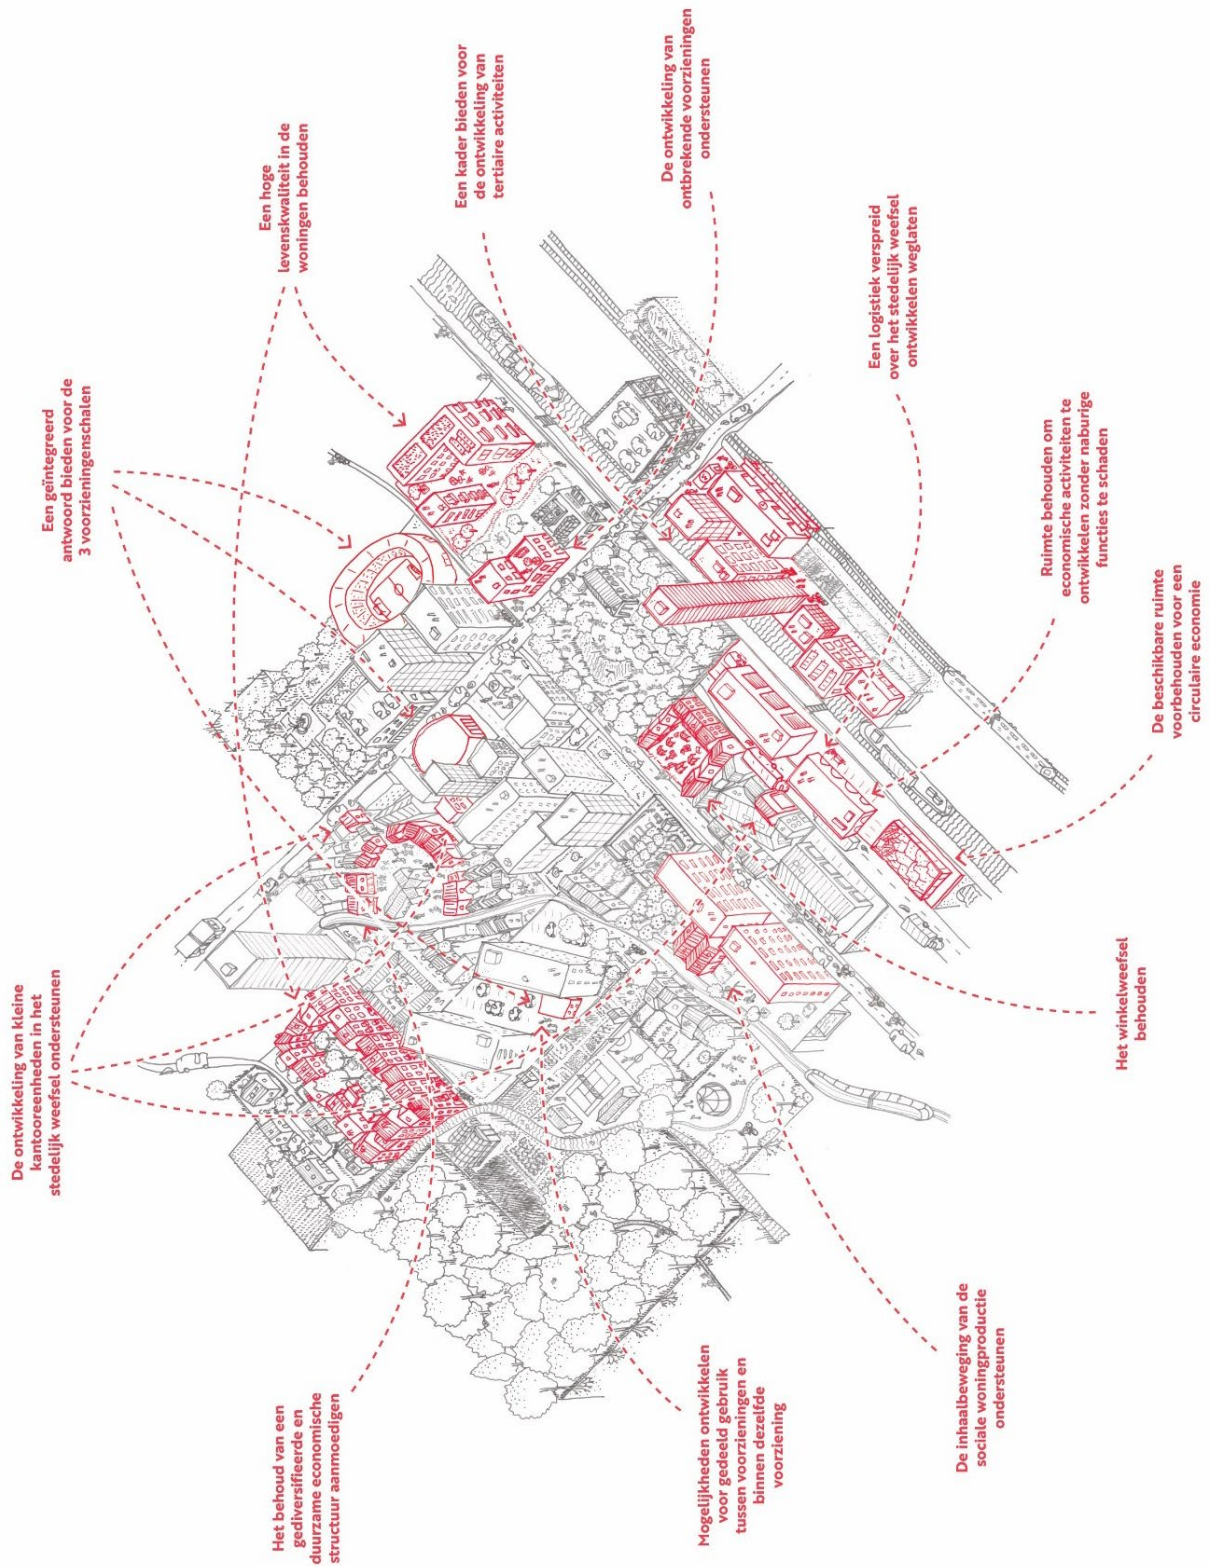 De ontwikkeling van kleine
kantooreenheden in het
stedelijk weefsel ondersteunen
Een geïntegreerd
antwoord bieden voor de
3 voorzieningenschalen
Een hoge
levenskwaliteit in de
woningen behouden
Een kader bieden voor
de ontwikkeling van
tertiaire activiteiten
De ontwikkeling van
ontbrekende voorzieningen
ondersteunen
Een logistiek verspreid
over het stedelijk weefsel
ontwikkelen weglaten
Ruimte behouden om
economische activiteiten te
ontwikkelen zonder naburige
functies te schaden
De beschikbare ruimte
voorbehouden voor een
circulaire economie
Het winkelweefsel
behouden
De inhaalbeweging van de
sociale woningproductie
ondersteunen
Mogelijkheden ontwikkelen
voor gedeeld gebruik
tussen voorzieningen en
binnen dezelfde
voorziening
Het behoud van een
gediversifieerde en
duurzame economische
structuur aanmoedigen